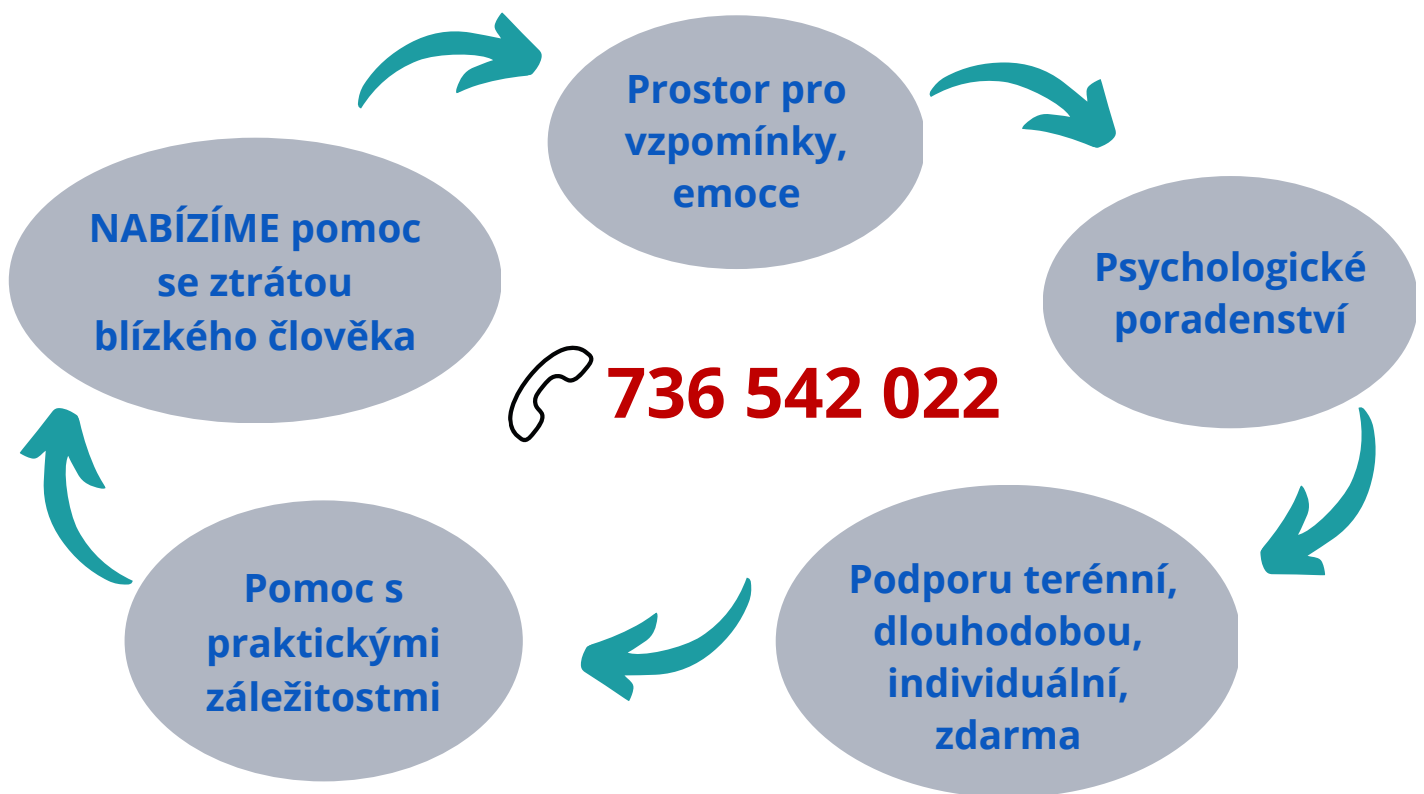 NABÍZÍME pomoc
se ztrátou
blízkého člověka
Prostor pro
vzpomínky,
emoce
Psychologické
poradenství
Podporu terénní,
dlouhodobou,
individuální,
zdarma
Pomoc s
praktickými
záležitostmi
736 542 022